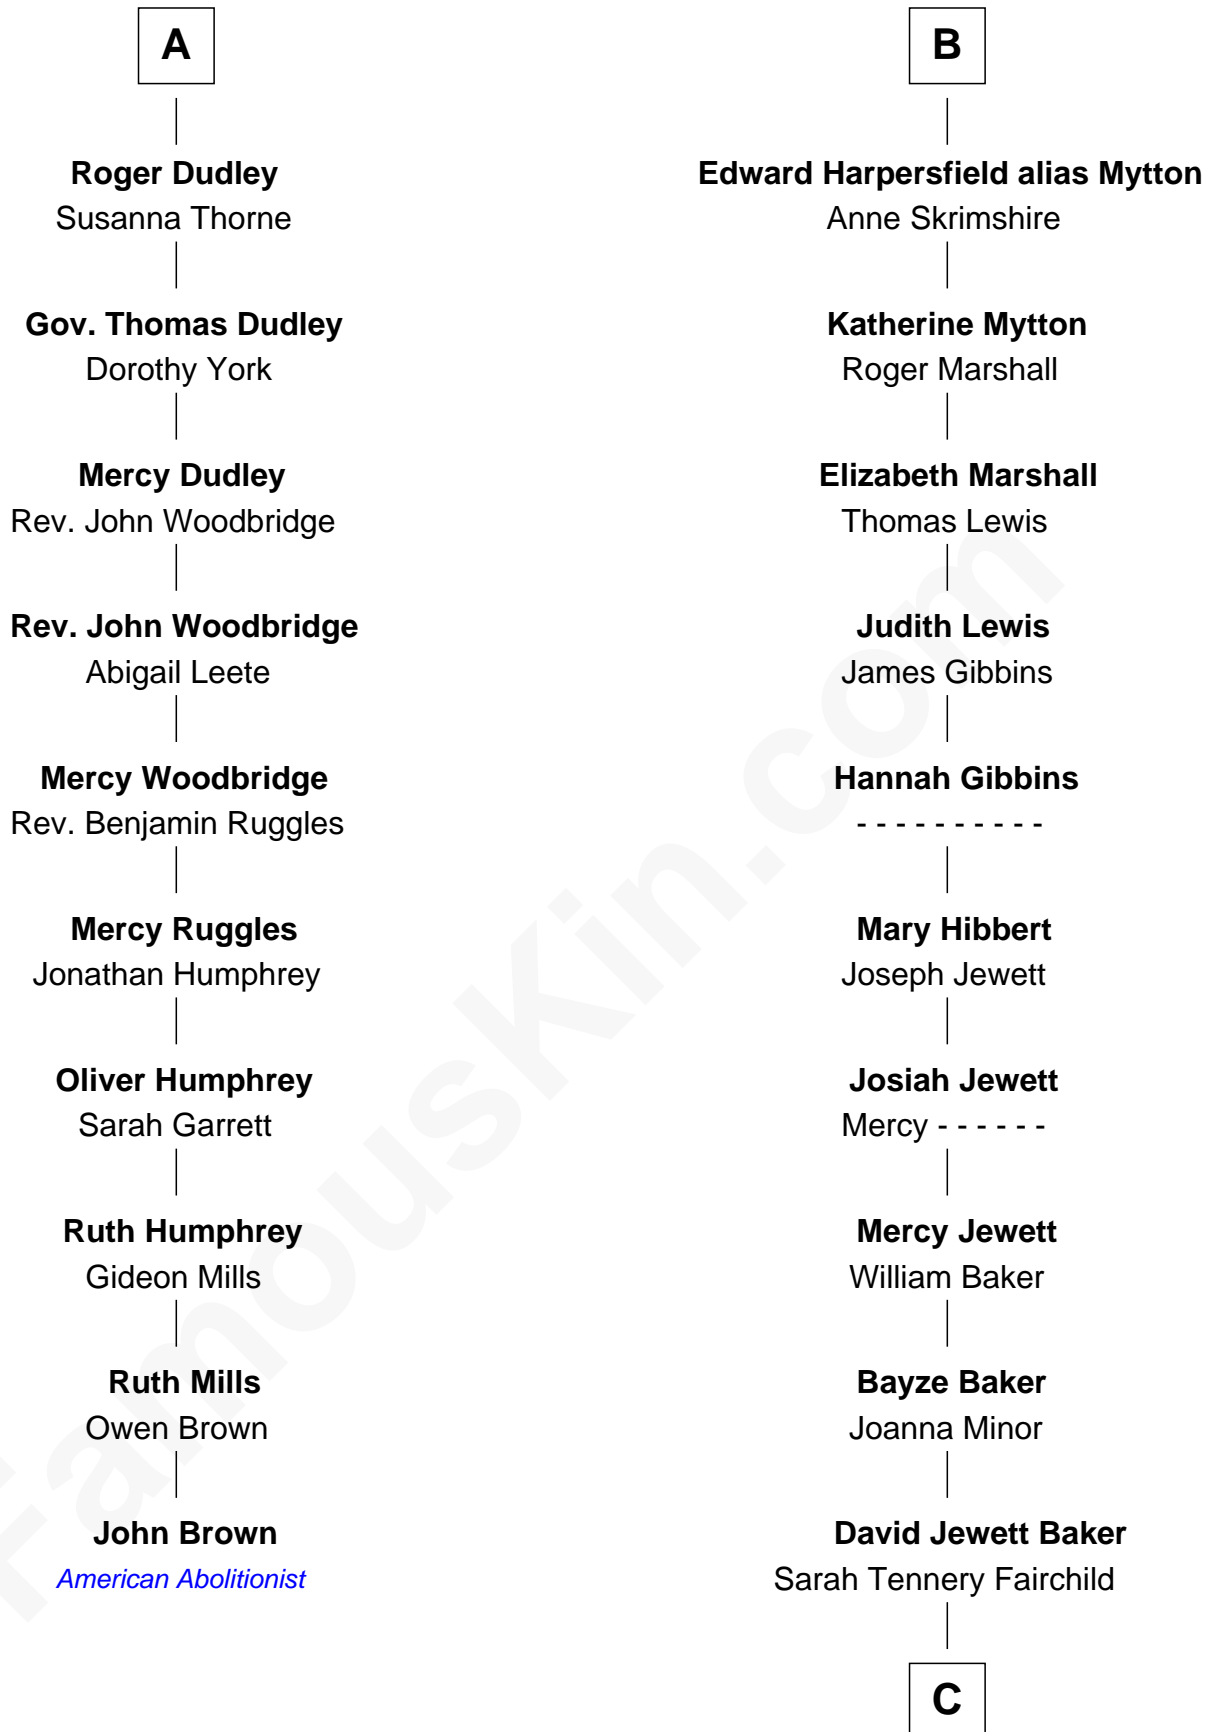 A
Roger Dudley
Susanna Thorne
Gov. Thomas Dudley
Dorothy York
Mercy Dudley
Rev. John Woodbridge
Rev. John Woodbridge
Abigail Leete
Mercy Woodbridge
Rev. Benjamin Ruggles
Mercy Ruggles
Jonathan Humphrey
Oliver Humphrey
Sarah Garrett
Ruth Humphrey
Gideon Mills
Ruth Mills
Owen Brown
John Brown
American Abolitionist
B
Edward Harpersfield alias Mytton
Anne Skrimshire
Katherine Mytton
Roger Marshall
Elizabeth Marshall
Thomas Lewis
Judith Lewis
James Gibbins
Hannah Gibbins
- - - - - - - - - -
Mary Hibbert
Joseph Jewett
Josiah Jewett
Mercy - - - - - -
Mercy Jewett
William Baker
Bayze Baker
Joanna Minor
David Jewett Baker
Sarah Tennery Fairchild
C
FamousKin.com